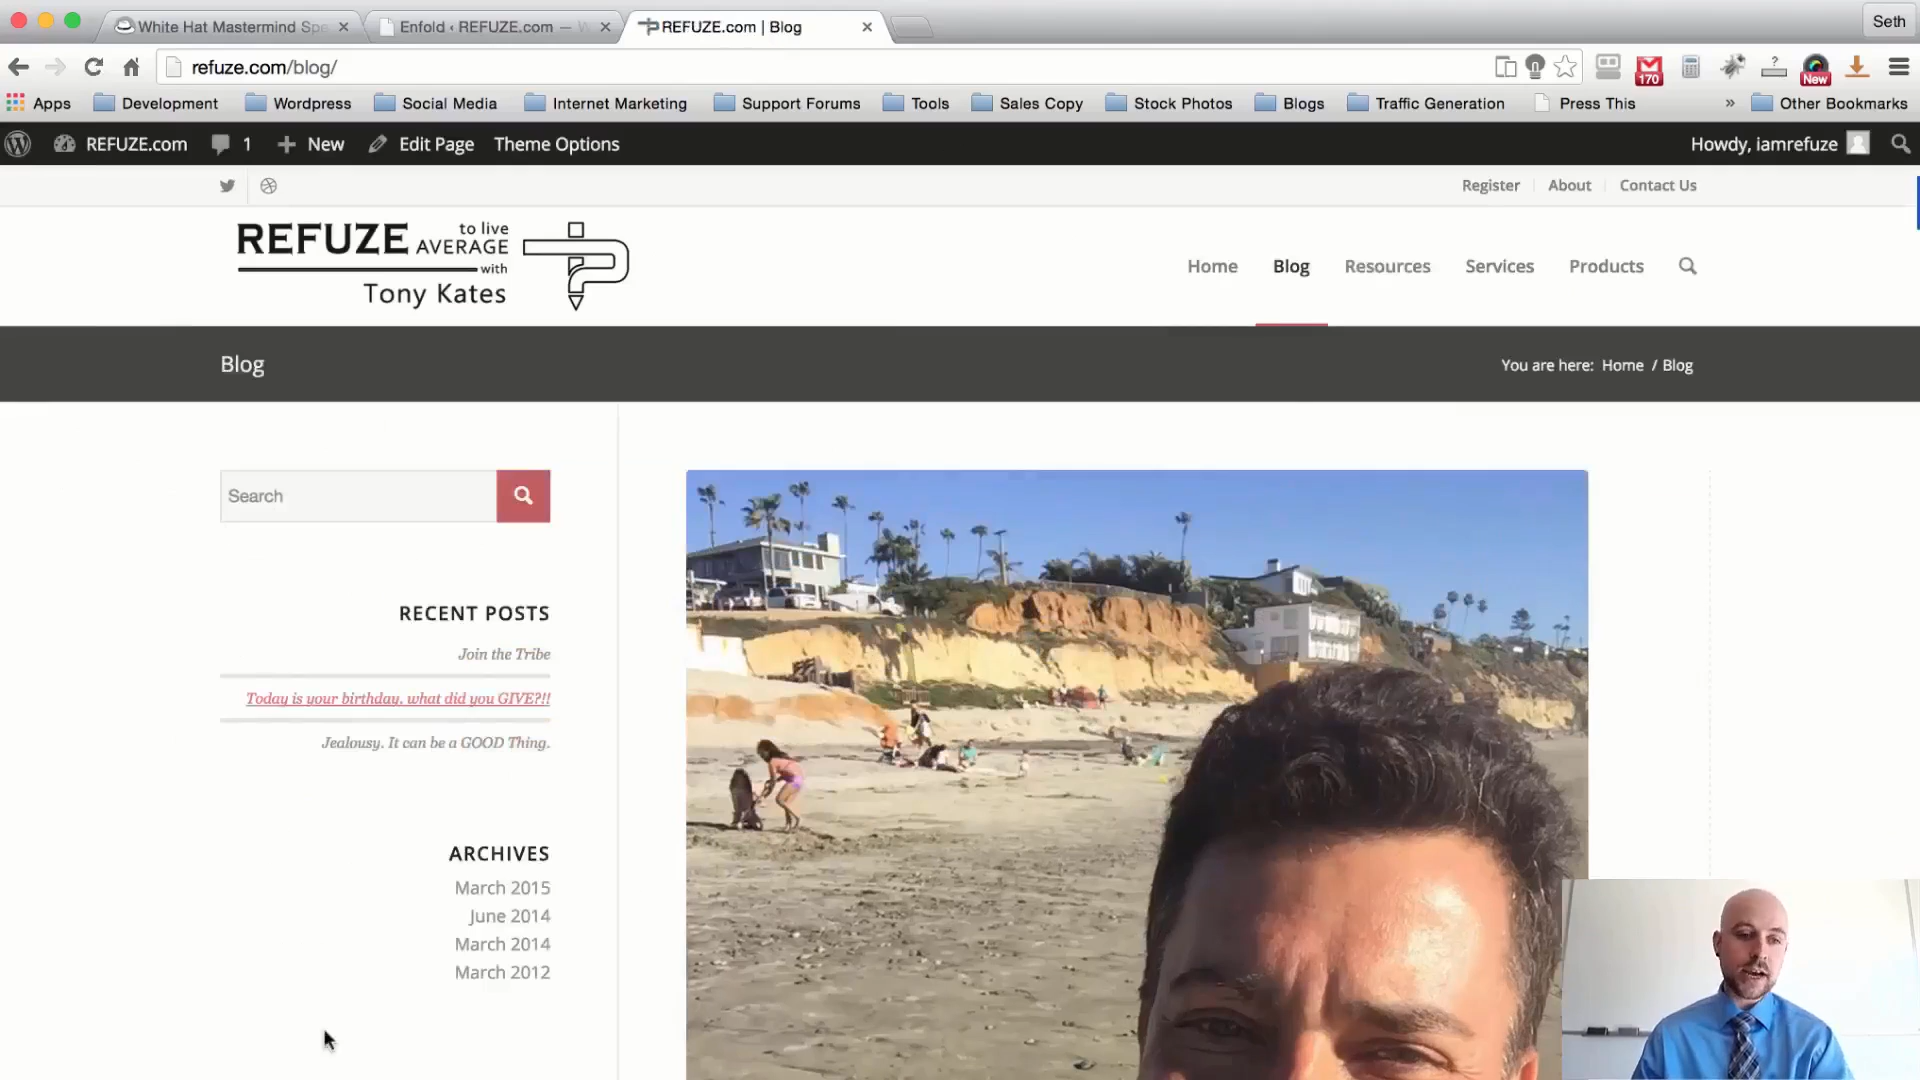 White Hat Mastermind Spe
Enfold ‹ REFUZE.com — W
REFUZE.com | Blog
Seth
refuze.com/blog/
170
?
New
Apps
Development
Wordpress
Social Media
Internet Marketing
Support Forums
Tools
Sales Copy
Stock Photos
Blogs
Traffic Generation
Press This
»
Other Bookmarks
REFUZE.com
1
New
Edit Page
Theme Options
Howdy, iamrefuze
Register
About
Contact Us
REFUZE to live AVERAGE
with
Tony Kates
Home
Blog
Resources
Services
Products
Blog
You are here: Home / Blog
Search
RECENT POSTS
Join the Tribe
Today is your birthday, what did you GIVE?!!
Jealousy. It can be a GOOD Thing.
ARCHIVES
March 2015
June 2014
March 2014
March 2012